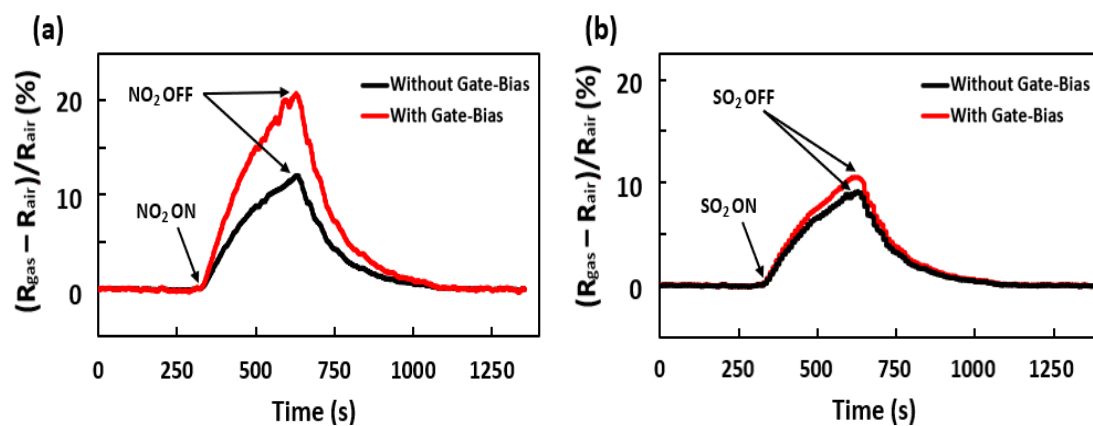 (a)
(Rgas − Rair)/Rair (%)
20
10
0
NO₂ OFF
NO₂ ON
Without Gate-Bias
With Gate-Bias
0 250 500 750 1000 1250
Time (s)
(b)
(Rgas − Rair)/Rair (%)
20
10
0
SO₂ OFF
SO₂ ON
Without Gate-Bias
With Gate-Bias
0 250 500 750 1000 1250
Time (s)